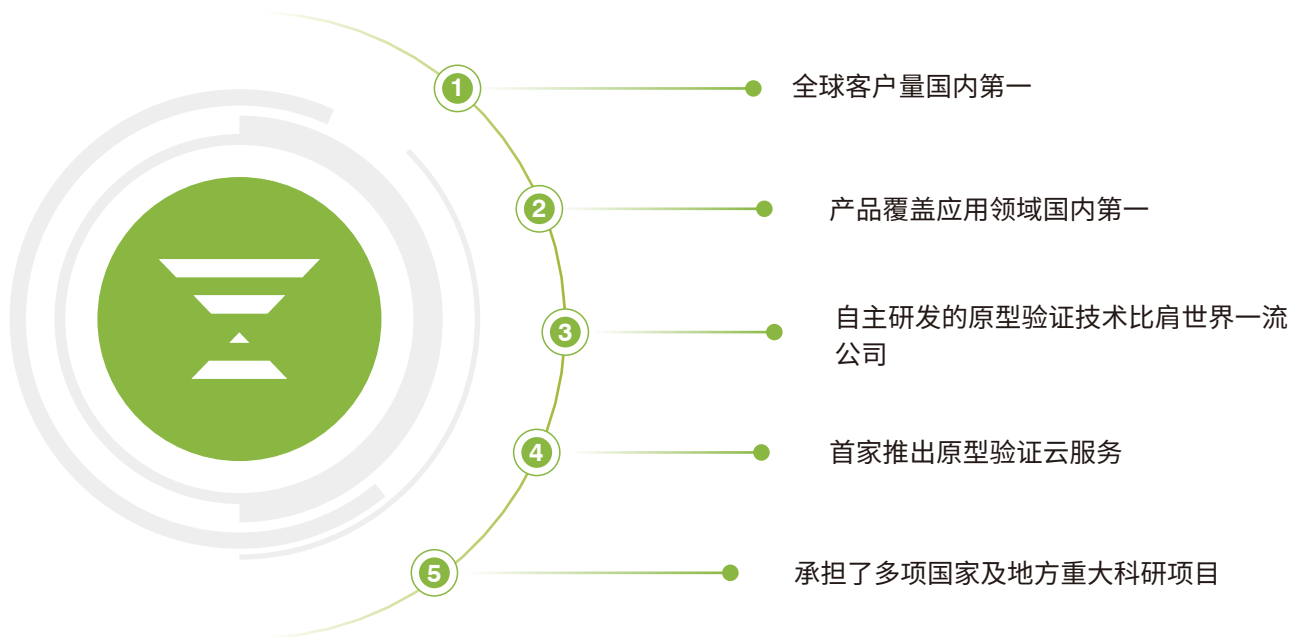 1
全球客户量国内第一
2
产品覆盖应用领域国内第一
3
自主研发的原型验证技术比肩世界一流
公司
4
首家推出原型验证云服务
5
承担了多项国家及地方重大科研项目